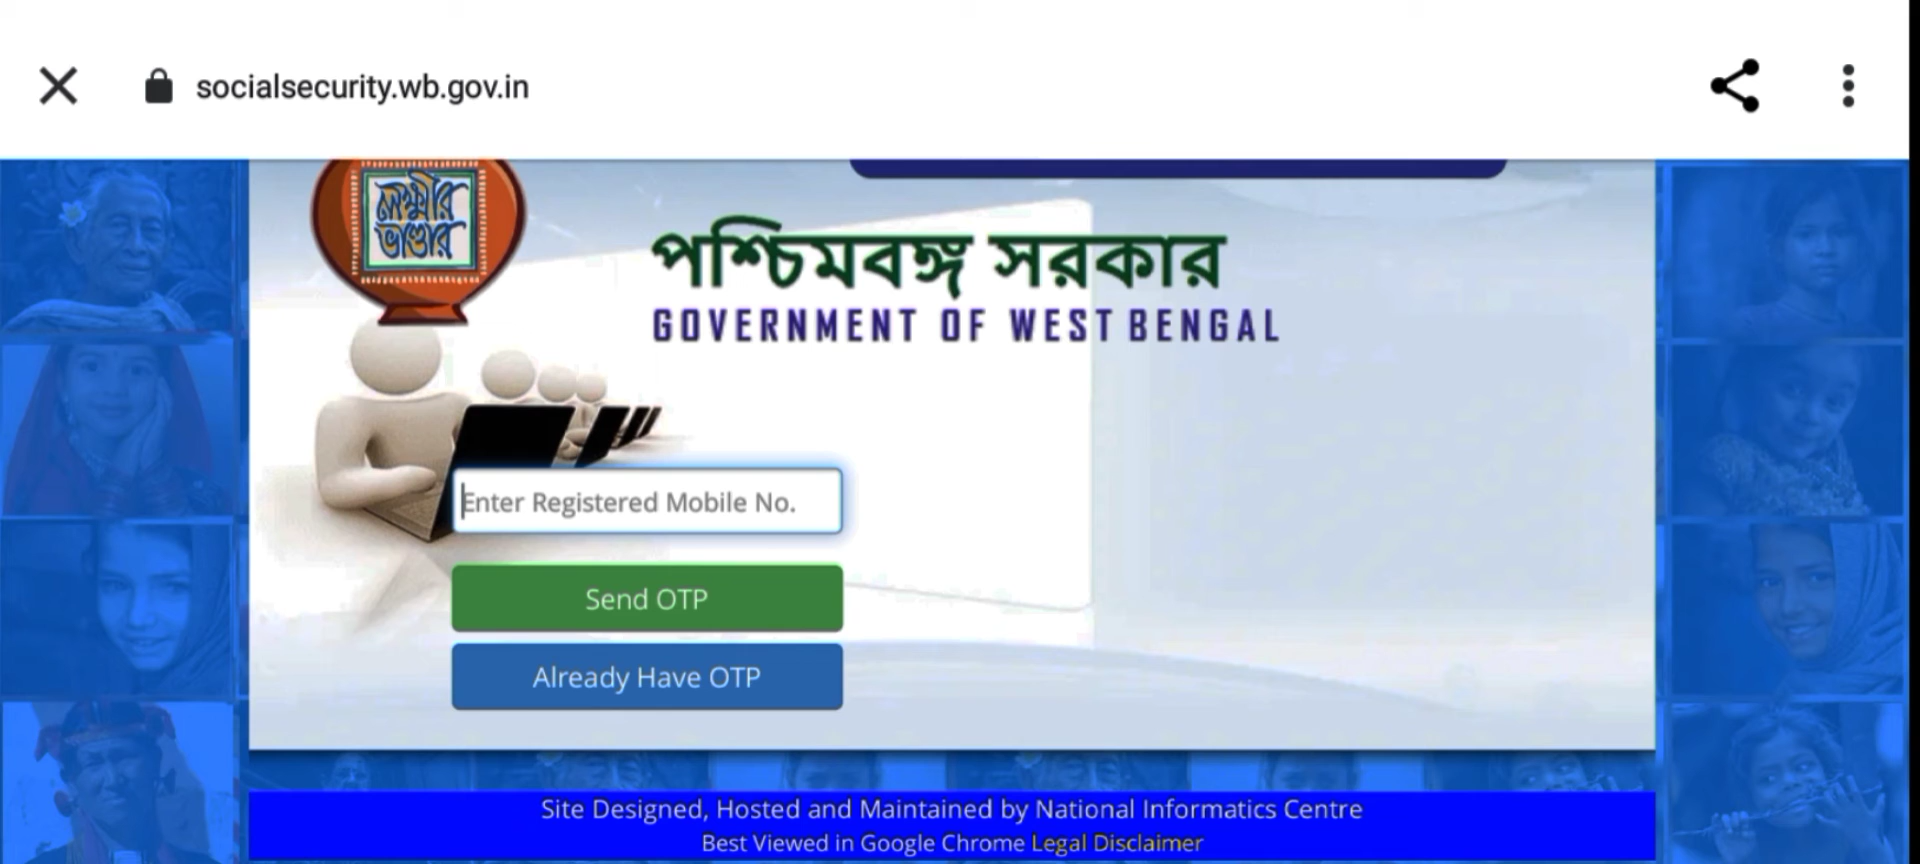 socialsecurity.wb.gov.in
লক্ষ্মীর
ভাণ্ডার
পশ্চিমবঙ্গ সরকার
GOVERNMENT OF WEST BENGAL
Enter Registered Mobile No.
Send OTP
Already Have OTP
Site Designed, Hosted and Maintained by National Informatics Centre
Best Viewed in Google Chrome Legal Disclaimer